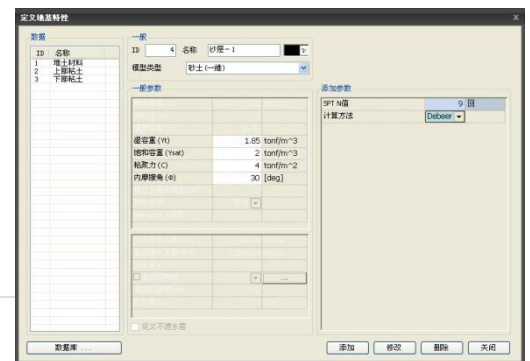 定义地基特性
数据
ID 名称
1 堆土材料
2 上部粘土
3 下部粘土
数据库 ...
一般
ID 4 名称 砂层-1
模型类型 砂土(一维)
一般参数
湿容重(Yt) 1.85 tonf/m^3
饱和容重(Ysat) 2 tonf/m^3
粘聚力(C) 4 tonf/m^2
内摩擦角(Φ) 30 [deg]
...
定义不透水层
添加参数
SPT N值 9 回
计算方法 Debeer
添加 修改 删除 关闭